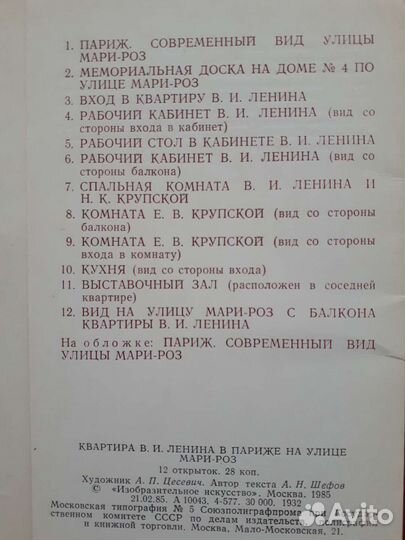 1. ПАРИЖ. СОВРЕМЕННЫЙ ВИД УЛИЦЫ
МАРИ-РОЗ
2. МЕМОРИАЛЬНАЯ ДОСКА НА ДОМЕ № 4 ПО
УЛИЦЕ МАРИ-РОЗ
3. ВХОД В КВАРТИРУ В. И. ЛЕНИНА
4. РАБОЧИЙ КАБИНЕТ В. И. ЛЕНИНА (вид со
стороны входа в кабинет)
5. РАБОЧИЙ СТОЛ В КАБИНЕТЕ В. И. ЛЕНИНА
6. РАБОЧИЙ КАБИНЕТ В. И. ЛЕНИНА (вид со
стороны балкона)
7. СПАЛЬНАЯ КОМНАТА В. И. ЛЕНИНА И
Н. К. КРУПСКОЙ
8. КОМНАТА Е. В. КРУПСКОЙ (вид со стороны
балкона)
9. КОМНАТА Е. В. КРУПСКОЙ (вид со стороны
входа в комнату)
10. КУХНЯ (вид со стороны входа)
11. ВЫСТАВОЧНЫЙ ЗАЛ (расположен в соседней
квартире)
12. ВИД НА УЛИЦУ МАРИ-РОЗ С БАЛКОНА
КВАРТИРЫ В. И. ЛЕНИНА
На обложке: ПАРИЖ. СОВРЕМЕННЫЙ ВИД
УЛИЦЫ МАРИ-РОЗ
КВАРТИРА В. И. ЛЕНИНА В ПАРИЖЕ НА УЛИЦЕ
МАРИ-РОЗ
12 открыток. 28 коп.
Художник А. П. Цесевич. Автор текста А. Н. Шефов
© «Изобразительное искусство». Москва. 1985
21.02.85. А 10043. 4-577. 30 000. 1932
Московская типография № 5 Союзполиграфпрома при Государ-
ственном комитете СССР по делам издательств, полиграфии
и книжной торговли. Москва, Мало-Московская, 21.
Avito